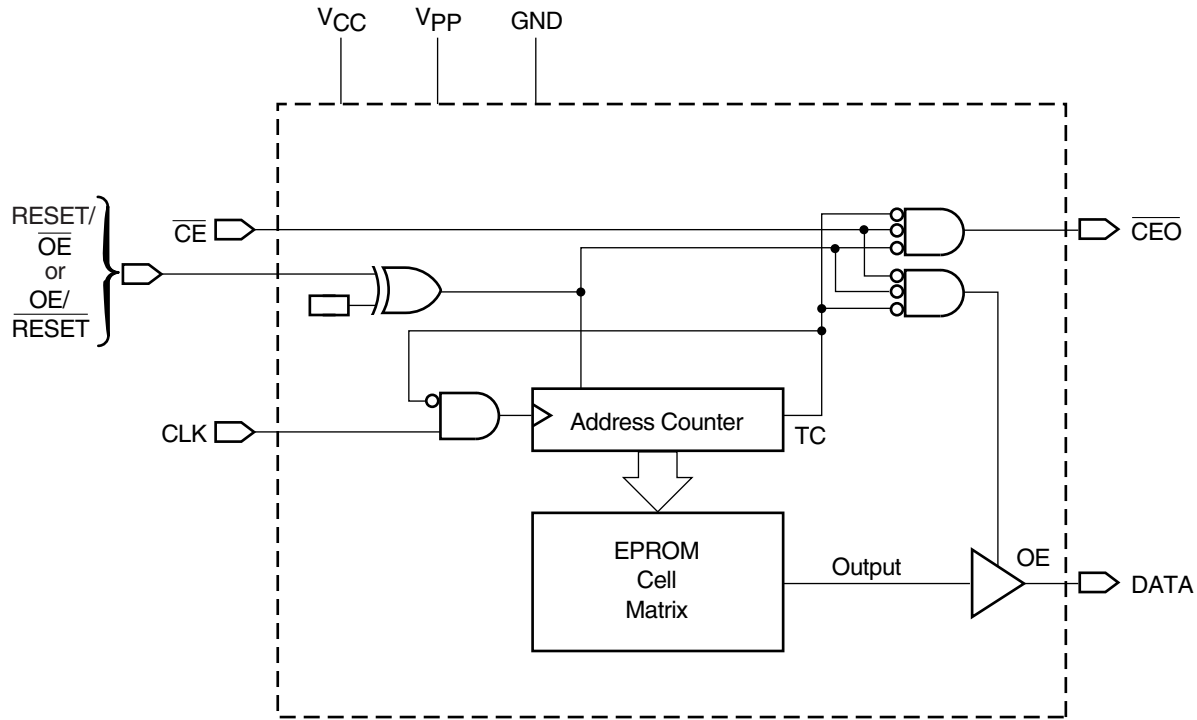 VCC
VPP
GND
RESET/
OE
or
OE/
RESET
CE
CEO
CLK
Address Counter
TC
EPROM
Cell
Matrix
Output
OE
DATA